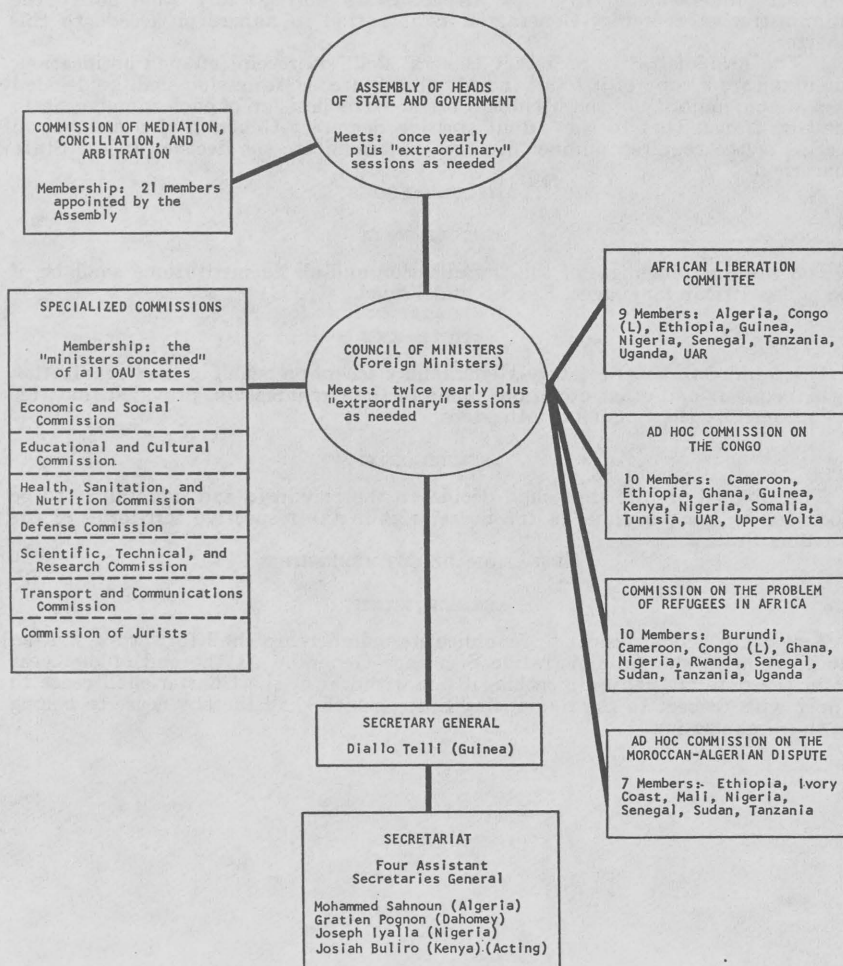 ASSEMBLY OF HEADS
OF STATE AND GOVERNMENT
Meets: once yearly
plus "extraordinary"
sessions as needed
COMMISSION OF MEDIATION,
CONCILIATION, AND
ARBITRATION
Membership: 21 members
appointed by the
Assembly
SPECIALIZED COMMISSIONS
Membership: the
"ministers concerned"
of all OAU states
Economic and Social
Commission
Educational and Cultural
Commission
Health, Sanitation, and
Nutrition Commission
Defense Commission
Scientific, Technical, and
Research Commission
Transport and Communications
Commission
Commission of Jurists
COUNCIL OF MINISTERS
(Foreign Ministers)
Meets: twice yearly plus
"extraordinary" sessions
as needed
AFRICAN LIBERATION
COMMITTEE
9 Members: Algeria, Congo
(L), Ethiopia, Guinea,
Nigeria, Senegal, Tanzania,
Uganda, UAR
AD HOC COMMISSION ON
THE CONGO
10 Members: Cameroon,
Ethiopia, Ghana, Guinea,
Kenya, Nigeria, Somalia,
Tunisia, UAR, Upper Volta
COMMISSION ON THE PROBLEM
OF REFUGEES IN AFRICA
10 Members: Burundi,
Cameroon, Congo (L), Ghana,
Nigeria, Rwanda, Senegal,
Sudan, Tanzania, Uganda
AD HOC COMMISSION ON THE
MOROCCAN-ALGERIAN DISPUTE
7 Members: Ethiopia, Ivory
Coast, Mali, Nigeria,
Senegal, Sudan, Tanzania
SECRETARY GENERAL
Diallo Telli (Guinea)
SECRETARIAT
Four Assistant
Secretaries General
Mohammed Sahnoun (Algeria)
Gratien Pognon (Dahomey)
Joseph Iyalla (Nigeria)
Josiah Buliro (Kenya) (Acting)